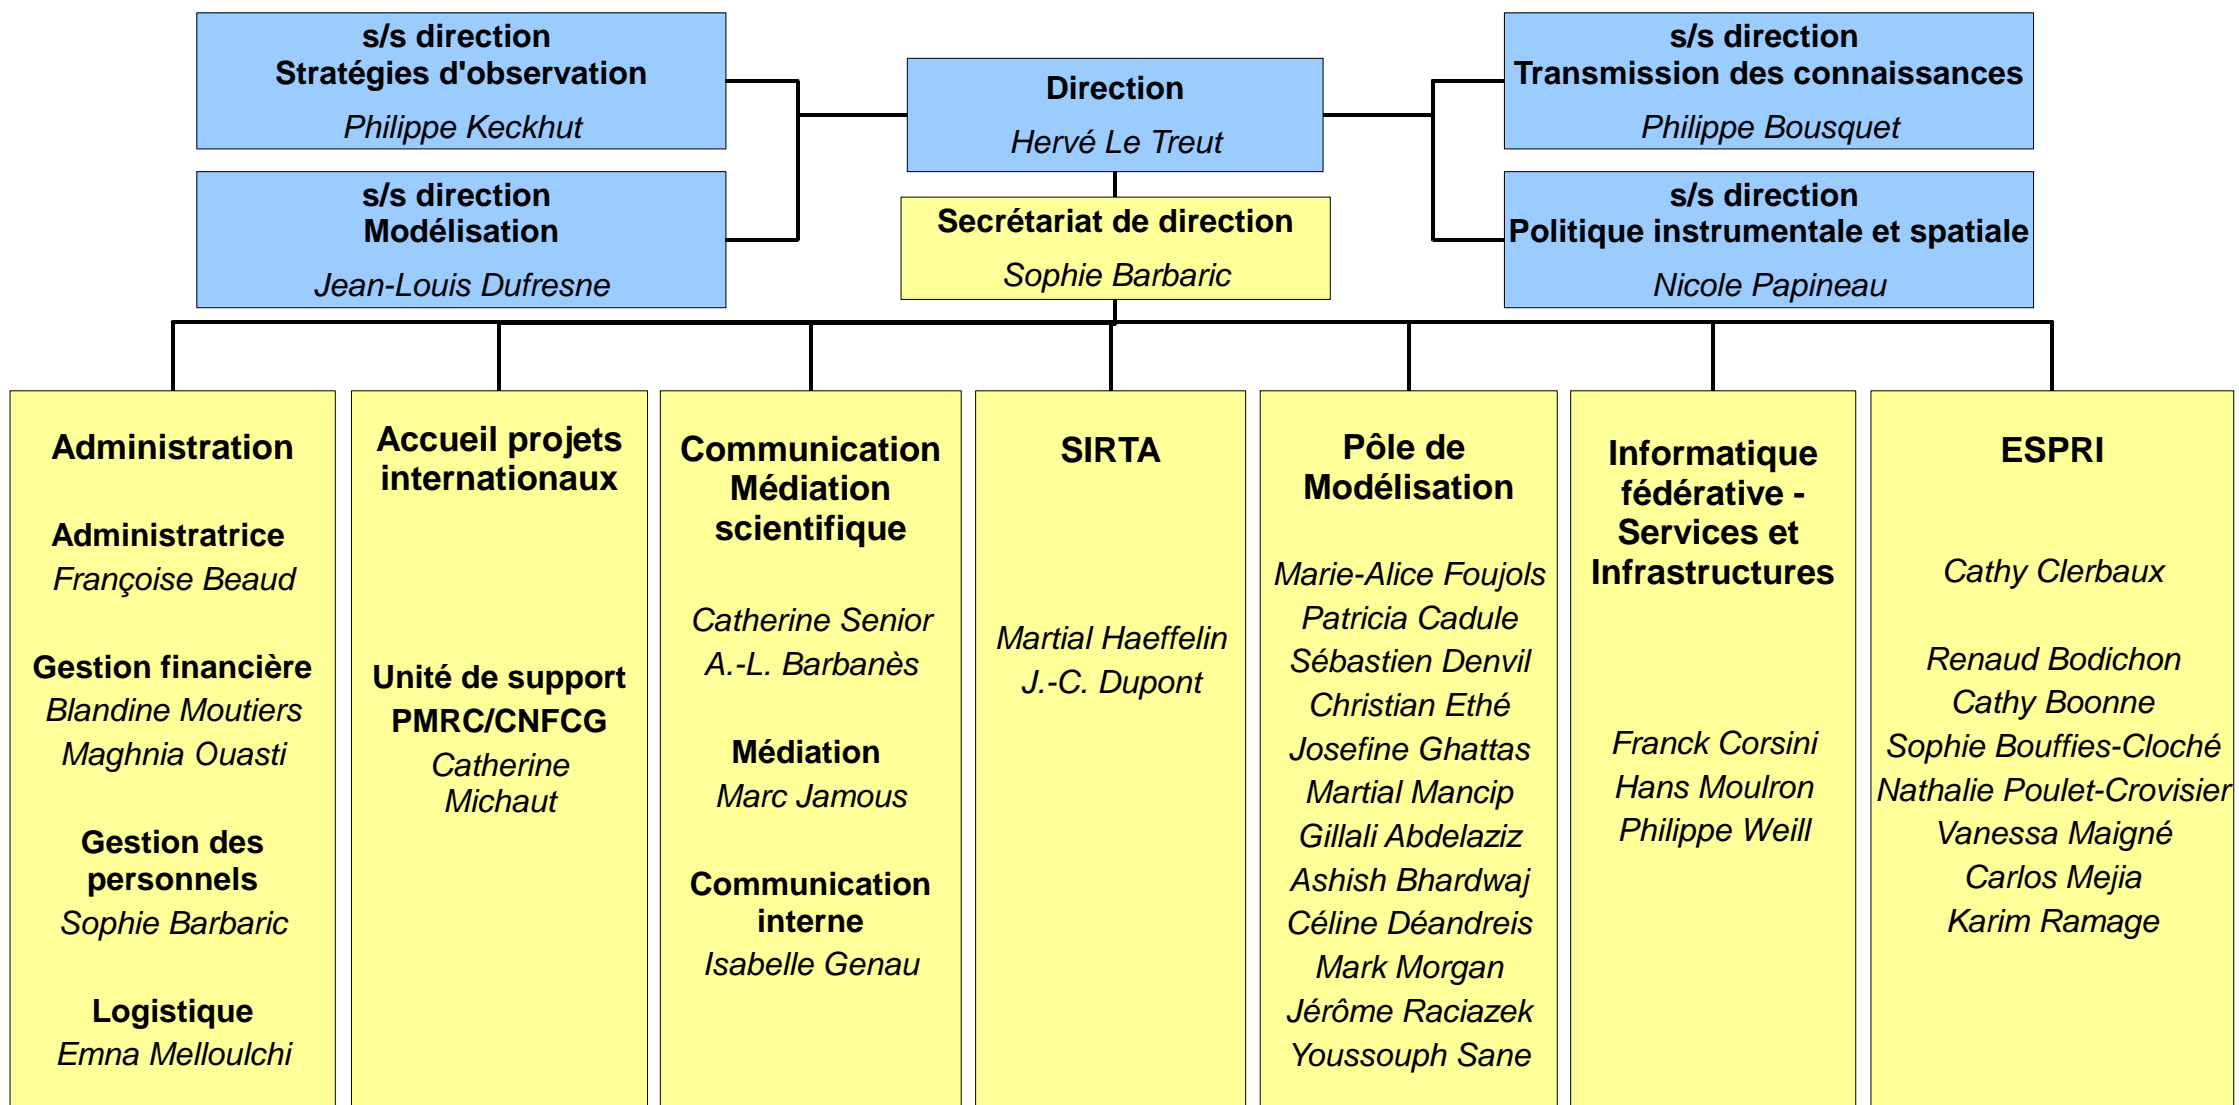 s/s direction
Stratégies d'observation
Philippe Keckhut
s/s direction
Modélisation
Jean-Louis Dufresne
Direction
Hervé Le Treut
Secrétariat de direction
Sophie Barbaric
s/s direction
Transmission des connaissances
Philippe Bousquet
s/s direction
Politique instrumentale et spatiale
Nicole Papineau
Administration
Administratrice
Françoise Beaud
Gestion financière
Blandine Moutiers
Maghnia Ouasti
Gestion des
personnels
Sophie Barbaric
Logistique
Emna Melloulchi
Accueil projets
internationaux
Unité de support
PMRC/CNFCG
Catherine
Michaut
Communication
Médiation
scientifique
Catherine Senior
A.-L. Barbanès
Médiation
Marc Jamous
Communication
interne
Isabelle Genau
SIRTA
Martial Haeffelin
J.-C. Dupont
Pôle de
Modélisation
Marie-Alice Foujols
Patricia Cadule
Sébastien Denvil
Christian Ethé
Josefine Ghattas
Martial Mancip
Gillali Abdelaziz
Ashish Bhardwaj
Céline Déandreis
Mark Morgan
Jérôme Raciazek
Youssouph Sane
Informatique
fédérative -
Services et
Infrastructures
Franck Corsini
Hans Moulron
Philippe Weill
ESPRI
Cathy Clerbaux
Renaud Bodichon
Cathy Boonne
Sophie Bouffies-Cloché
Nathalie Poulet-Crovisier
Vanessa Maigné
Carlos Mejia
Karim Ramage